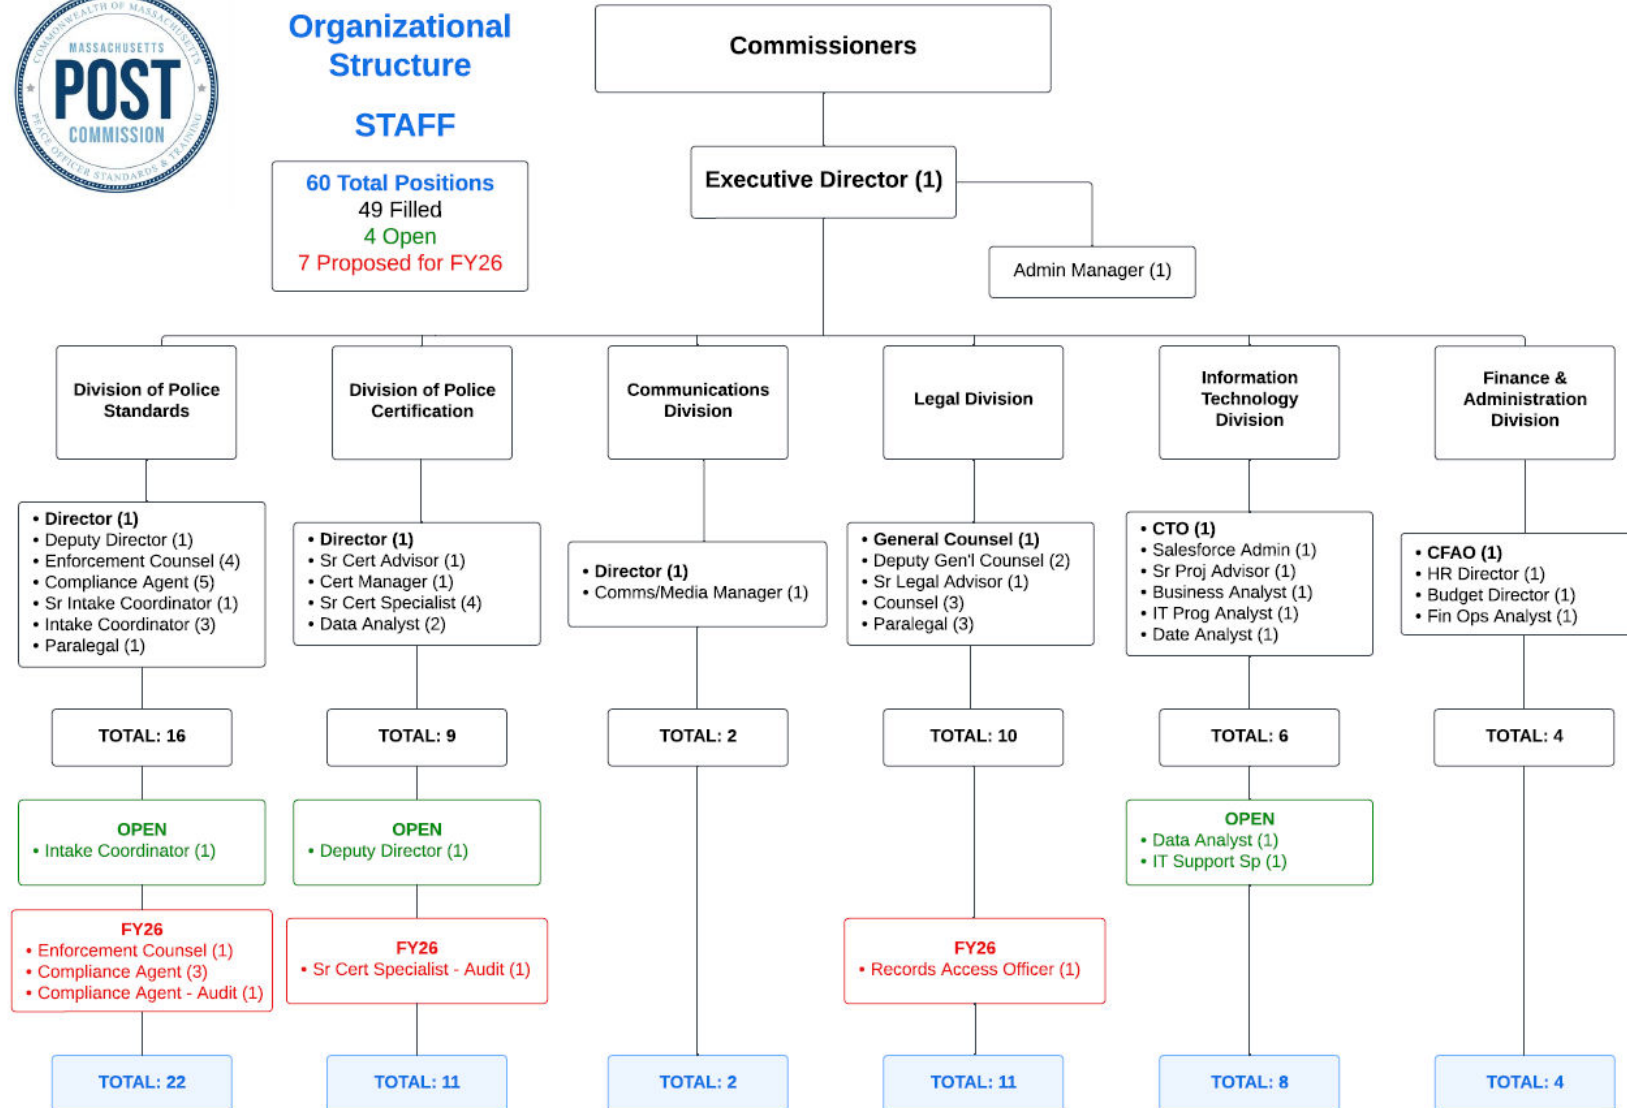 COMMONWEALTH OF MASSACHUSETTS
MASSACHUSETTS
POST
COMMISSION
PEACE OFFICER STANDARDS & TRAINING
Organizational
Structure
STAFF
60 Total Positions
49 Filled
4 Open
7 Proposed for FY26
Commissioners
Executive Director (1)
Admin Manager (1)
Division of Police
Standards
• Director (1)
• Deputy Director (1)
• Enforcement Counsel (4)
• Compliance Agent (5)
• Sr Intake Coordinator (1)
• Intake Coordinator (3)
• Paralegal (1)
TOTAL: 16
OPEN
• Intake Coordinator (1)
FY26
• Enforcement Counsel (1)
• Compliance Agent (3)
• Compliance Agent - Audit (1)
TOTAL: 22
Division of Police
Certification
• Director (1)
• Sr Cert Advisor (1)
• Cert Manager (1)
• Sr Cert Specialist (4)
• Data Analyst (2)
TOTAL: 9
OPEN
• Deputy Director (1)
FY26
• Sr Cert Specialist - Audit (1)
TOTAL: 11
Communications
Division
• Director (1)
• Comms/Media Manager (1)
TOTAL: 2
TOTAL: 2
Legal Division
• General Counsel (1)
• Deputy Gen'l Counsel (2)
• Sr Legal Advisor (1)
• Counsel (3)
• Paralegal (3)
TOTAL: 10
FY26
• Records Access Officer (1)
TOTAL: 11
Information
Technology
Division
• CTO (1)
• Salesforce Admin (1)
• Sr Proj Advisor (1)
• Business Analyst (1)
• IT Prog Analyst (1)
• Date Analyst (1)
TOTAL: 6
OPEN
• Data Analyst (1)
• IT Support Sp (1)
TOTAL: 8
Finance &
Administration
Division
• CFAO (1)
• HR Director (1)
• Budget Director (1)
• Fin Ops Analyst (1)
TOTAL: 4
TOTAL: 4